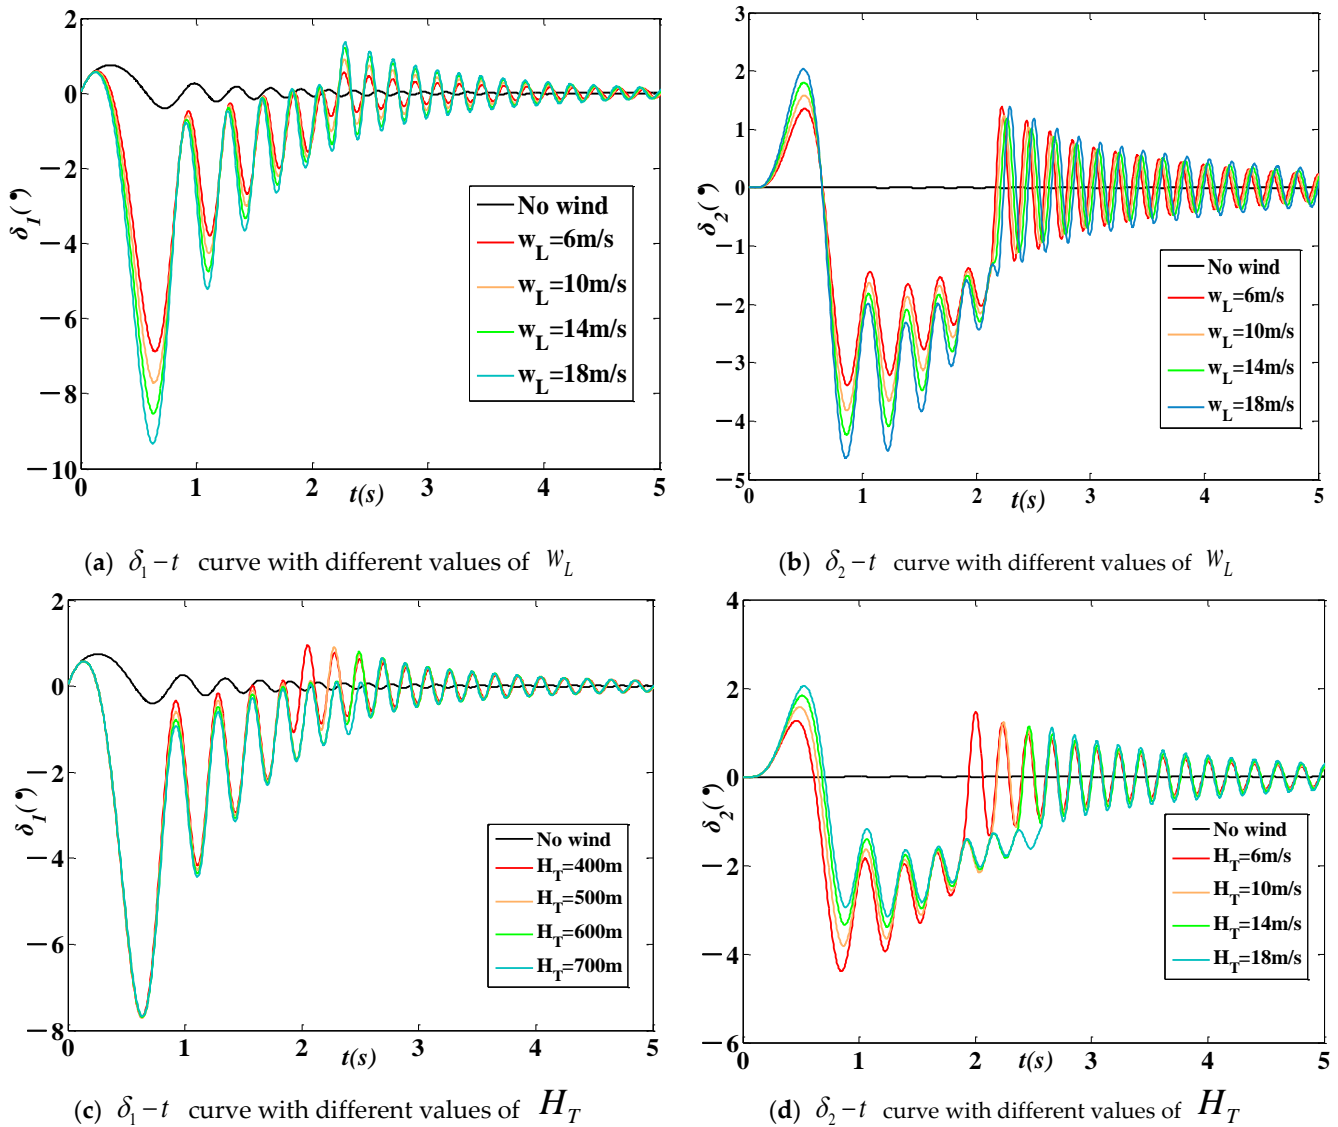 2
0
−2
−4
−6
−8
−10
δ1(°)
0 1 2 3 4 5
t(s)
No wind
wL=6m/s
wL=10m/s
wL=14m/s
wL=18m/s
(a) δ1−t curve with different values of wL
3
2
1
0
−1
−2
−3
−4
−5
δ2(°)
0 1 2 3 4 5
t(s)
No wind
wL=6m/s
wL=10m/s
wL=14m/s
wL=18m/s
(b) δ2−t curve with different values of wL
2
0
−2
−4
−6
−8
δ1(°)
0 1 2 3 4 5
t(s)
No wind
HT=400m
HT=500m
HT=600m
HT=700m
(c) δ1−t curve with different values of HT
4
2
0
−2
−4
−6
δ2(°)
0 1 2 3 4 5
t(s)
No wind
HT=6m/s
HT=10m/s
HT=14m/s
HT=18m/s
(d) δ2−t curve with different values of HT